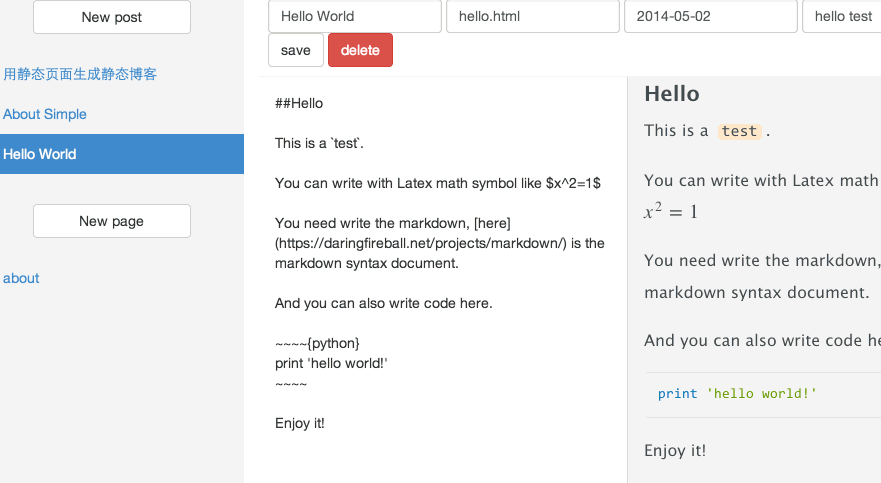 New post
用静态页面生成静态博客
About Simple
Hello World
New page
about
Hello World
hello.html
2014-05-02
hello test
save
delete
##Hello
This is a `test`.
You can write with Latex math symbol like $x^2=1$
You need write the markdown, [here]
(https://daringfireball.net/projects/markdown/) is the
markdown syntax document.
And you can also write code here.
~~~~{python}
print 'hello world!'
~~~~
Enjoy it!
Hello
This is a test.
You can write with Latex math
x² = 1
You need write the markdown,
markdown syntax document.
And you can also write code he
print 'hello world!'
Enjoy it!